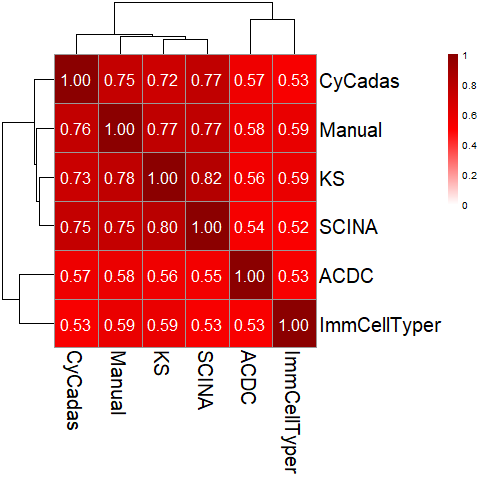 1.00 0.75 0.72 0.77 0.57 0.53 CyCadas
0.76 1.00 0.77 0.77 0.58 0.59 Manual
0.73 0.78 1.00 0.82 0.56 0.59 KS
0.75 0.75 0.80 1.00 0.54 0.52 SCINA
0.57 0.58 0.56 0.55 1.00 0.53 ACDC
0.53 0.59 0.59 0.53 0.53 1.00 ImmCellTyper
CyCadas Manual KS SCINA ACDC ImmCellTyper
1
0.8
0.6
0.4
0.2
0